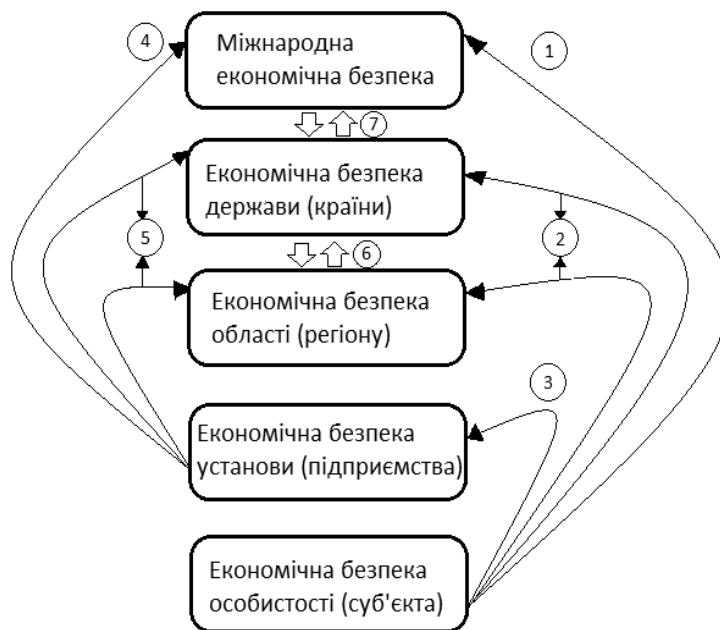 4
Міжнародна
економічна безпека
1
7
Економічна безпека
держави (країни)
5
2
6
Економічна безпека
області (регіону)
3
Економічна безпека
установи (підприємства)
Економічна безпека
особистості (суб'єкта)